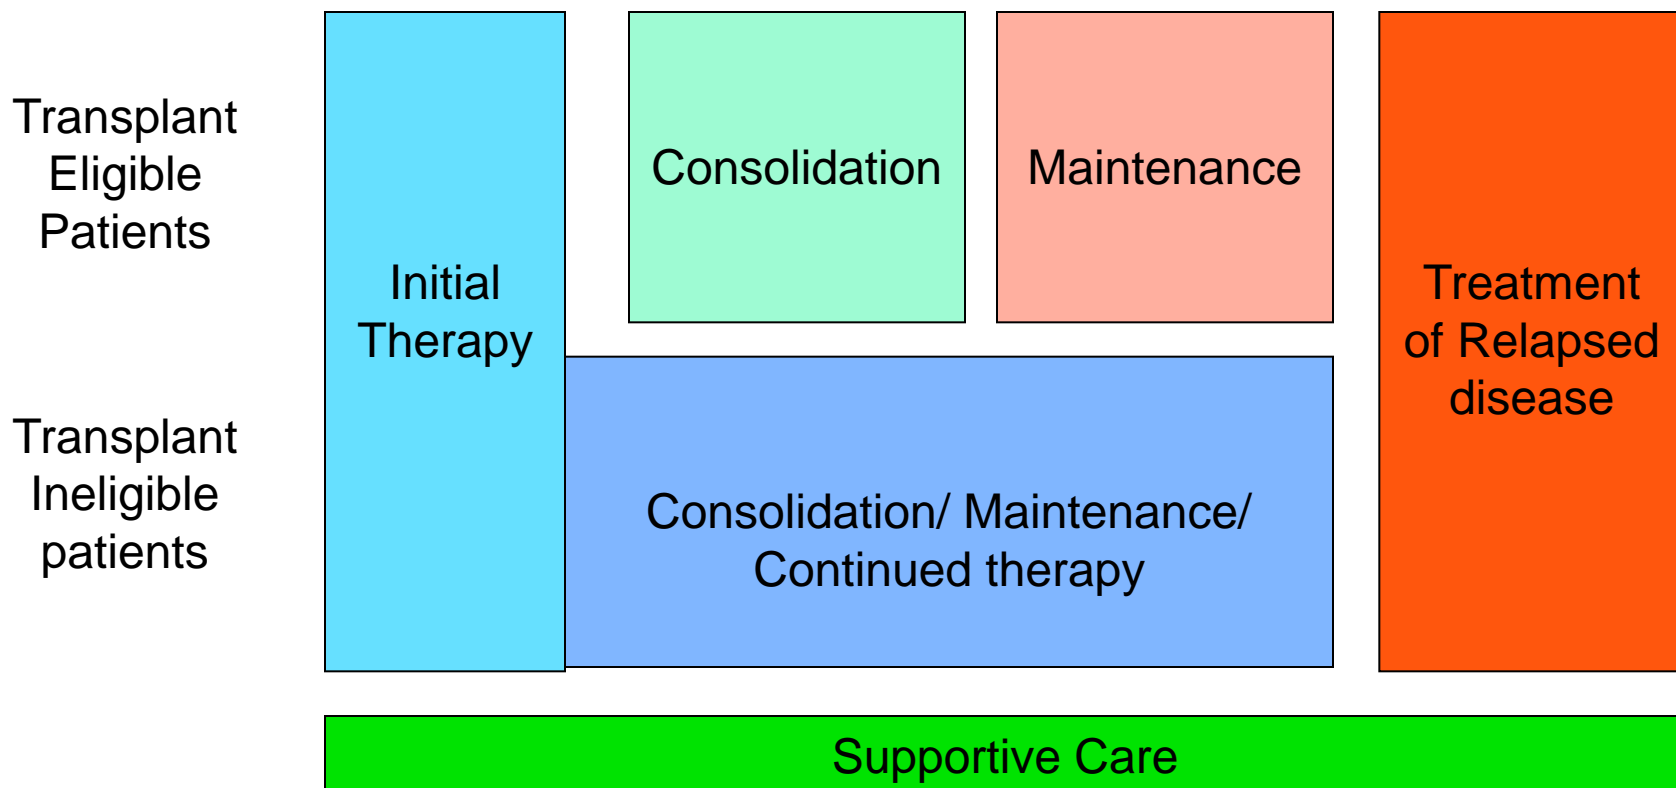 Transplant
Eligible
Patients
Initial
Therapy
Consolidation
Maintenance
Treatment
of Relapsed
disease
Transplant
Ineligible
patients
Consolidation/ Maintenance/
Continued therapy
Supportive Care